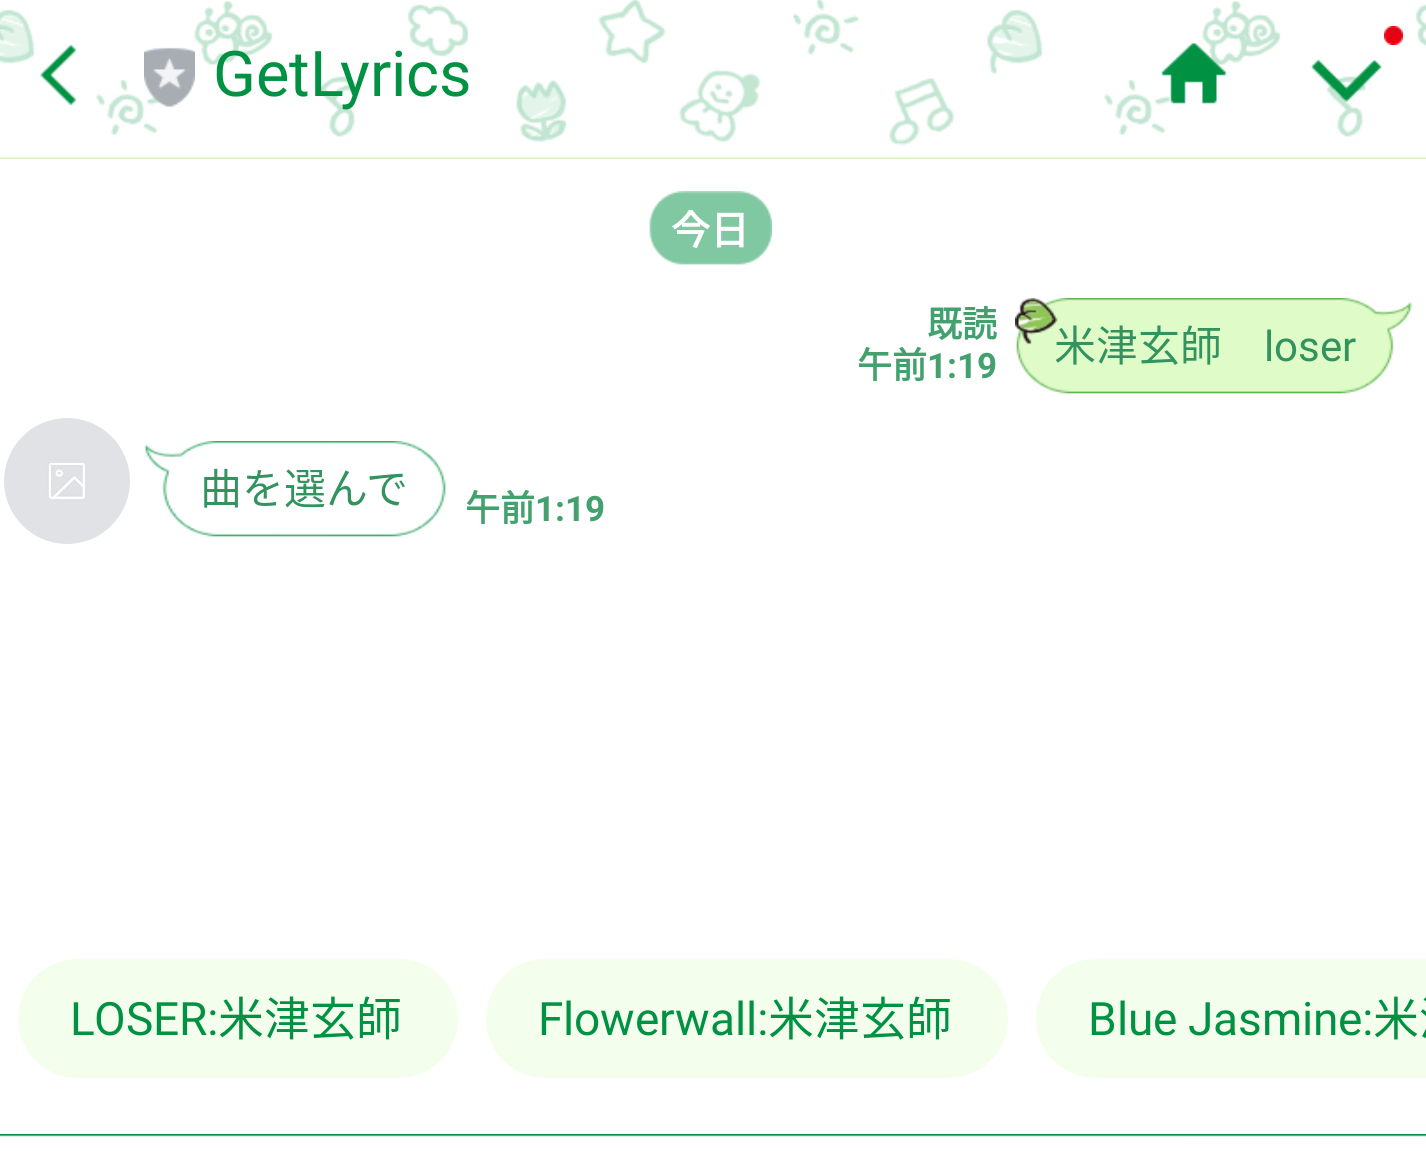 GetLyrics
今日
既読
午前1:19
米津玄師　loser
曲を選んで
午前1:19
LOSER:米津玄師
Flowerwall:米津玄師
Blue Jasmine:米